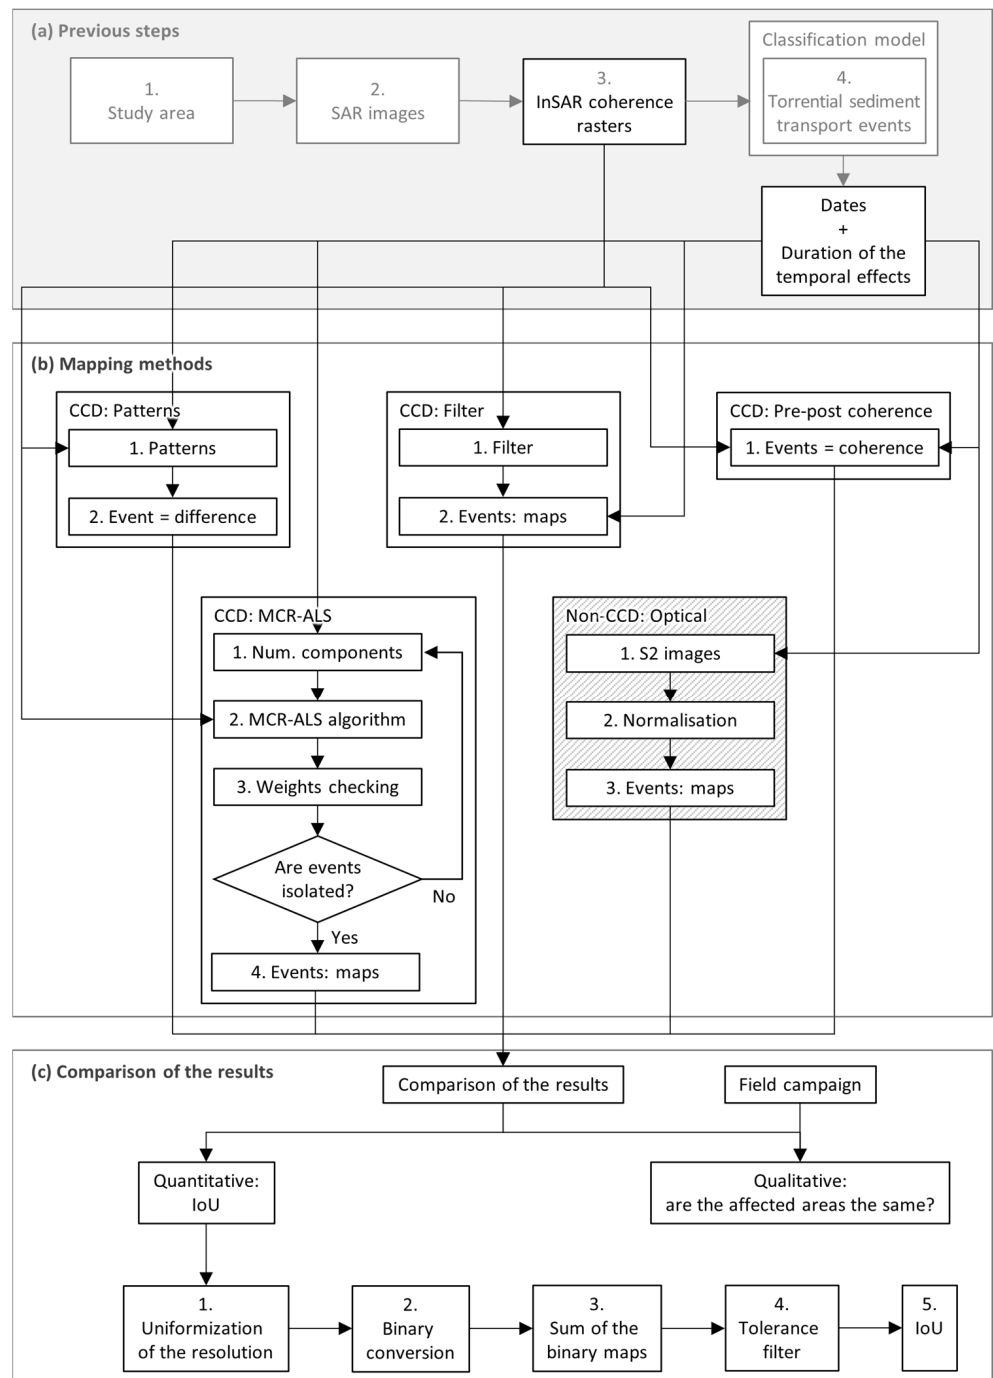 (a) Previous steps
1.
Study area
2.
SAR images
3.
InSAR coherence
rasters
Classification model
4.
Torrential sediment
transport events
Dates
+
Duration of the
temporal effects
(b) Mapping methods
CCD: Patterns
1. Patterns
2. Event = difference
CCD: Filter
1. Filter
2. Events: maps
CCD: Pre-post coherence
1. Events = coherence
CCD: MCR-ALS
1. Num. components
2. MCR-ALS algorithm
3. Weights checking
Are events
isolated?
No
Yes
4. Events: maps
Non-CCD: Optical
1. S2 images
2. Normalisation
3. Events: maps
(c) Comparison of the results
Comparison of the results
Field campaign
Quantitative:
IoU
Qualitative:
are the affected areas the same?
1.
Uniformization
of the resolution
2.
Binary
conversion
3.
Sum of the
binary maps
4.
Tolerance
filter
5.
IoU